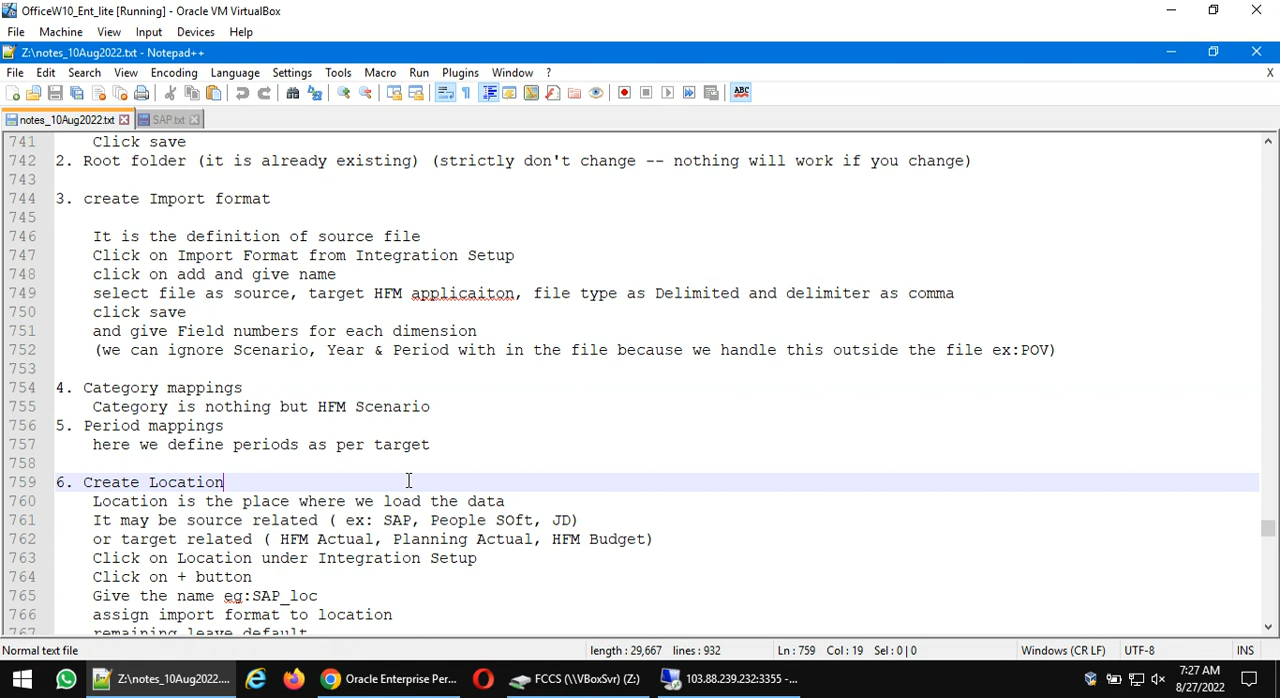 OfficeW10_Ent_lite [Running] - Oracle VM VirtualBox
File Machine View Input Devices Help
Z:\notes_10Aug2022.txt - Notepad++
File Edit Search View Encoding Language Settings Tools Macro Run Plugins Window ? X
notes_10Aug2022.txt SAP.txt
741 Click save
742 2. Root folder (it is already existing) (strictly don't change -- nothing will work if you change)
743
744 3. create Import format
745
746 It is the definition of source file
747 Click on Import Format from Integration Setup
748 click on add and give name
749 select file as source, target HFM applicaiton, file type as Delimited and delimiter as comma
750 click save
751 and give Field numbers for each dimension
752 (we can ignore Scenario, Year & Period with in the file because we handle this outside the file ex:POV)
753
754 4. Category mappings
755 Category is nothing but HFM Scenario
756 5. Period mappings
757 here we define periods as per target
758
759 6. Create Location
760 Location is the place where we load the data
761 It may be source related ( ex: SAP, People SOft, JD)
762 or target related ( HFM Actual, Planning Actual, HFM Budget)
763 Click on Location under Integration Setup
764 Click on + button
765 Give the name eg:SAP_loc
766 assign import format to location
767 remaining leave default
Normal text file length : 29,667 lines : 932 Ln : 759 Col : 19 Sel : 0 | 0 Windows (CR LF) UTF-8 INS
Z:\notes_10Aug2022.... Oracle Enterprise Per... FCCS (\\VBoxSvr) (Z:) 103.88.239.232:3355 -... 7:27 AM
8/27/2022